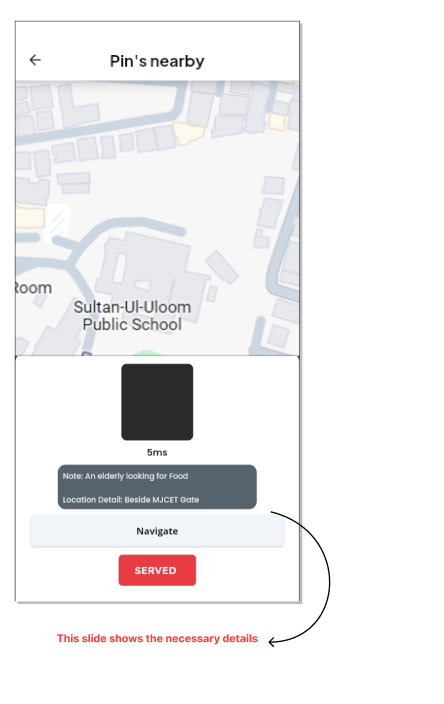 Pin's nearby
Room
Sultan-Ul-Uloom
Public School
5ms
Note: An elderly looking for Food
Location Detail: Beside MJCET Gate
Navigate
SERVED
This slide shows the necessary details